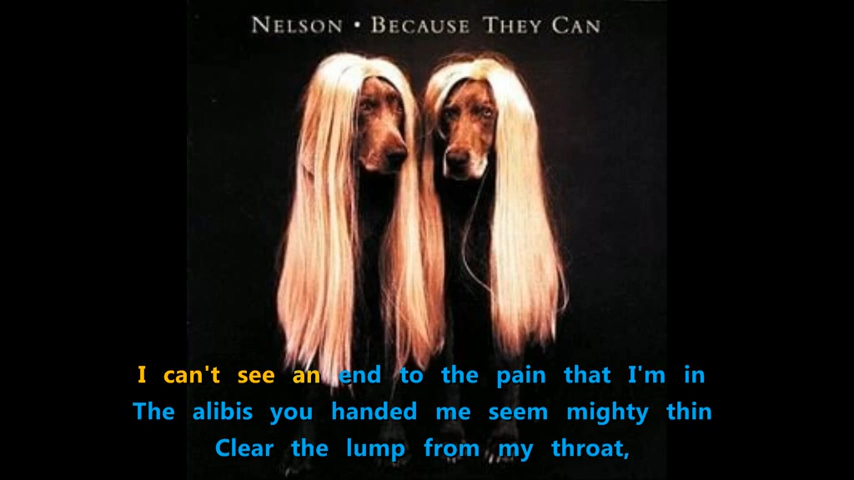 NELSON • BECAUSE THEY CAN
I can't see an end to the pain that I'm in
The alibis you handed me seem mighty thin
Clear the lump from my throat,